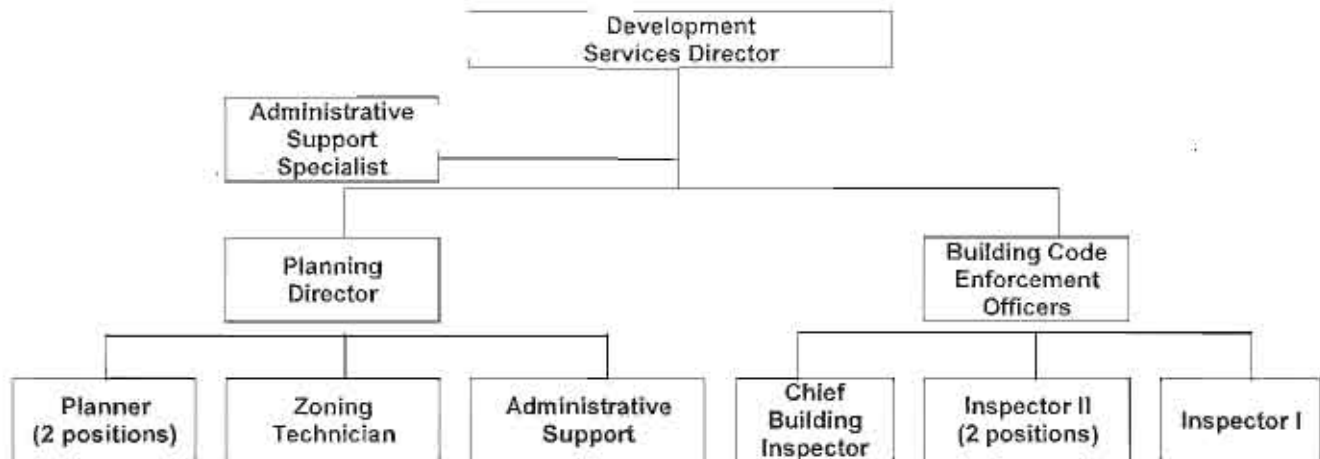 Development
Services Director
Administrative
Support
Specialist
Planning
Director
Building Code
Enforcement
Officers
Planner
(2 positions)
Zoning
Technician
Administrative
Support
Chief
Building
Inspector
Inspector II
(2 positions)
Inspector I